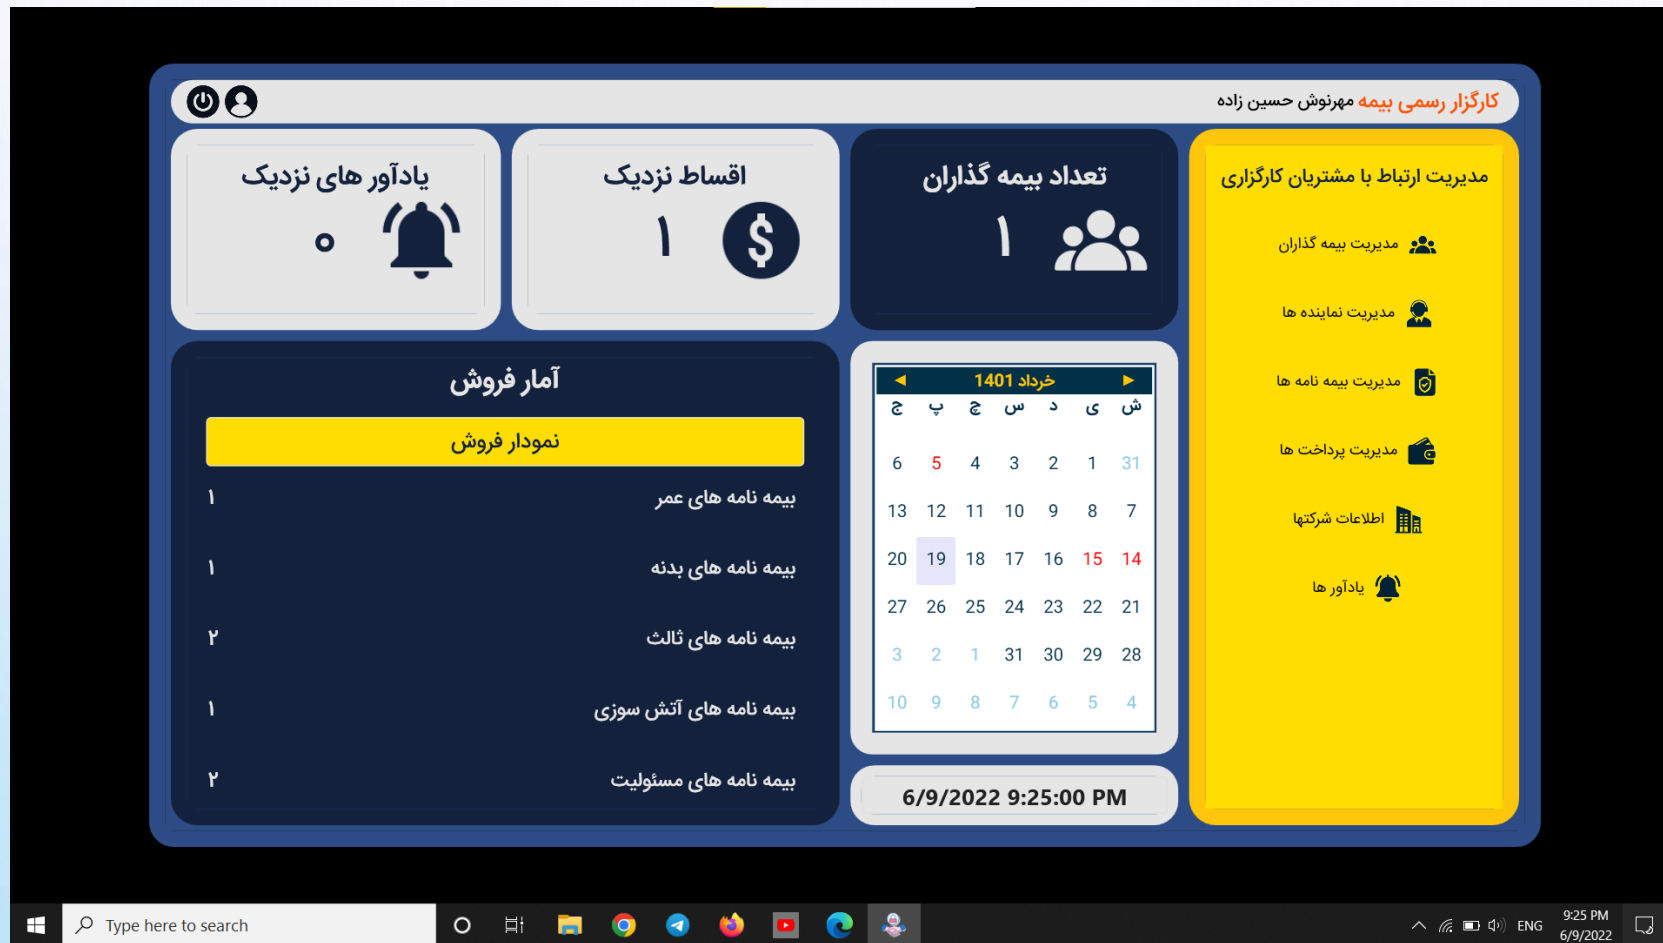 کارگزار رسمی بیمه مهرنوش حسین زاده
مدیریت ارتباط با مشتریان کارگزاری
مدیریت بیمه گذاران
مدیریت نماینده ها
مدیریت بیمه نامه ها
مدیریت پرداخت ها
اطلاعات شرکتها
یادآور ها
تعداد بیمه گذاران
۱
اقساط نزدیک
۱
$
یادآور های نزدیک
۰
خرداد 1401
ش ی د س چ پ ج
31 1 2 3 4 5 6
7 8 9 10 11 12 13
14 15 16 17 18 19 20
21 22 23 24 25 26 27
28 29 30 31 1 2 3
4 5 6 7 8 9 10
6/9/2022 9:25:00 PM
آمار فروش
نمودار فروش
بیمه نامه های عمر ۱
بیمه نامه های بدنه ۱
بیمه نامه های ثالث ۲
بیمه نامه های آتش سوزی ۱
بیمه نامه های مسئولیت ۲
Type here to search
ENG
9:25 PM
6/9/2022